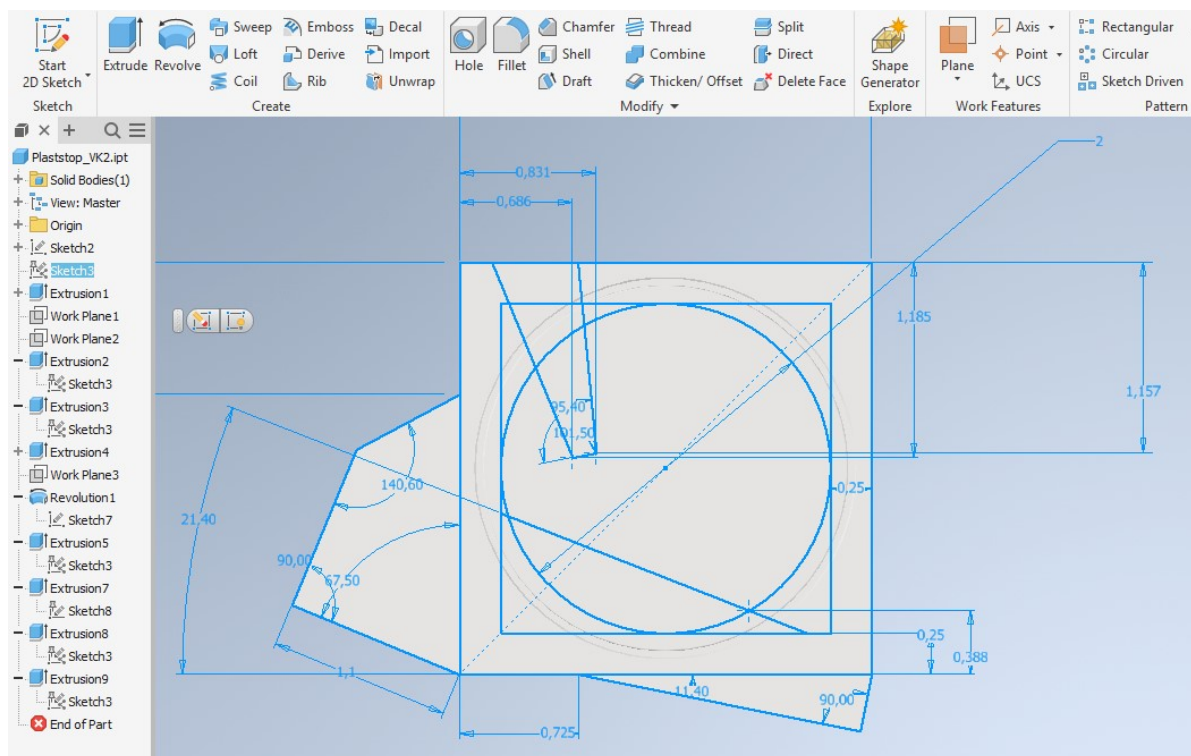 Start
2D Sketch
Sketch
Extrude
Revolve
Sweep
Loft
Coil
Emboss
Derive
Rib
Decal
Import
Unwrap
Create
Hole
Fillet
Chamfer
Shell
Draft
Thread
Combine
Thicken/ Offset
Split
Direct
Delete Face
Modify
Shape
Generator
Explore
Plane
Axis
Point
UCS
Work Features
Rectangular
Circular
Sketch Driven
Pattern
Plaststop_VK2.ipt
Solid Bodies(1)
View: Master
Origin
Sketch2
Sketch3
Extrusion1
Work Plane1
Work Plane2
Extrusion2
Sketch3
Extrusion3
Sketch3
Extrusion4
Work Plane3
Revolution1
Sketch7
Extrusion5
Sketch3
Extrusion7
Sketch8
Extrusion8
Sketch3
Extrusion9
Sketch3
End of Part
2
0,831
0,686
1,185
1,157
95,40
101,50
140,60
0,25
21,40
90,00
67,50
0,25
0,388
1,1
11,40
90,00
0,725